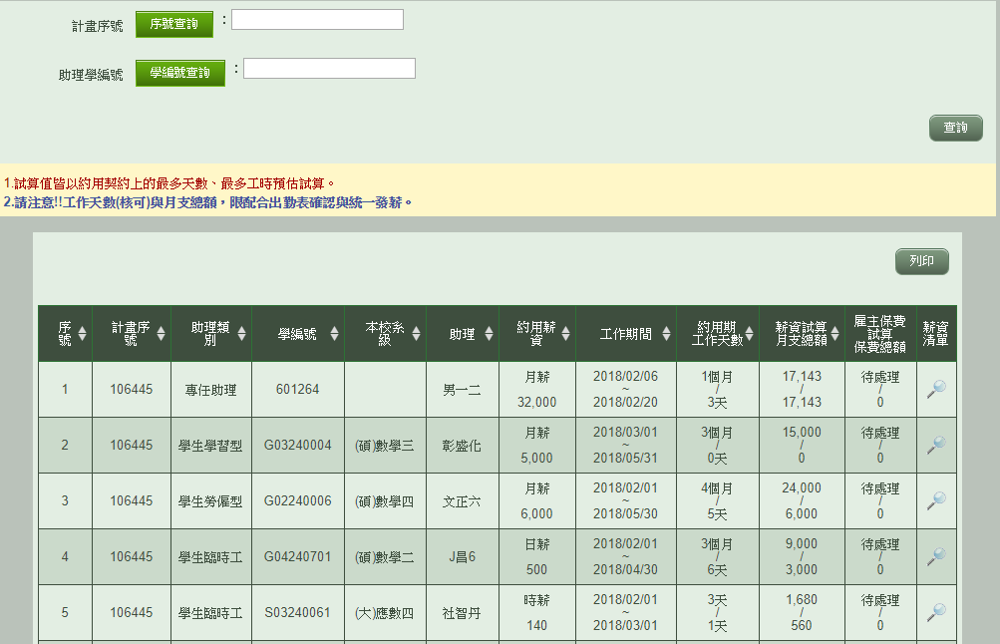 計畫序號 序號查詢 :
助理學編號 學編號查詢 :
查詢
1.試算值皆以約用契約上的最多天數、最多工時預估試算。
2.請注意!!工作天數(核可)與月支總額，限配合出勤表確認與統一發薪。
列印
序號 計畫序號 助理類別 學編號 本校系級 助理 約用薪資 工作期間 約用期 / 工作天數 薪資試算 / 月支總額 雇主保費試算 / 保費總額 薪資清單
1 106445 專任助理 601264 男一二 月薪 32,000 2018/02/06 ~ 2018/02/20 1個月 / 3天 17,143 / 17,143 待處理 / 0
2 106445 學生學習型 G03240004 (碩)數學三 彰盛化 月薪 5,000 2018/03/01 ~ 2018/05/31 3個月 / 0天 15,000 / 0 待處理 / 0
3 106445 學生勞僱型 G02240006 (碩)數學四 文正六 月薪 6,000 2018/02/01 ~ 2018/05/30 4個月 / 5天 24,000 / 6,000 待處理 / 0
4 106445 學生臨時工 G04240701 (碩)數學二 J昌6 日薪 500 2018/02/01 ~ 2018/04/30 3個月 / 6天 9,000 / 3,000 待處理 / 0
5 106445 學生臨時工 S03240061 (大)應數四 社智丹 時薪 140 2018/02/01 ~ 2018/03/01 3天 / 1天 1,680 / 560 待處理 / 0